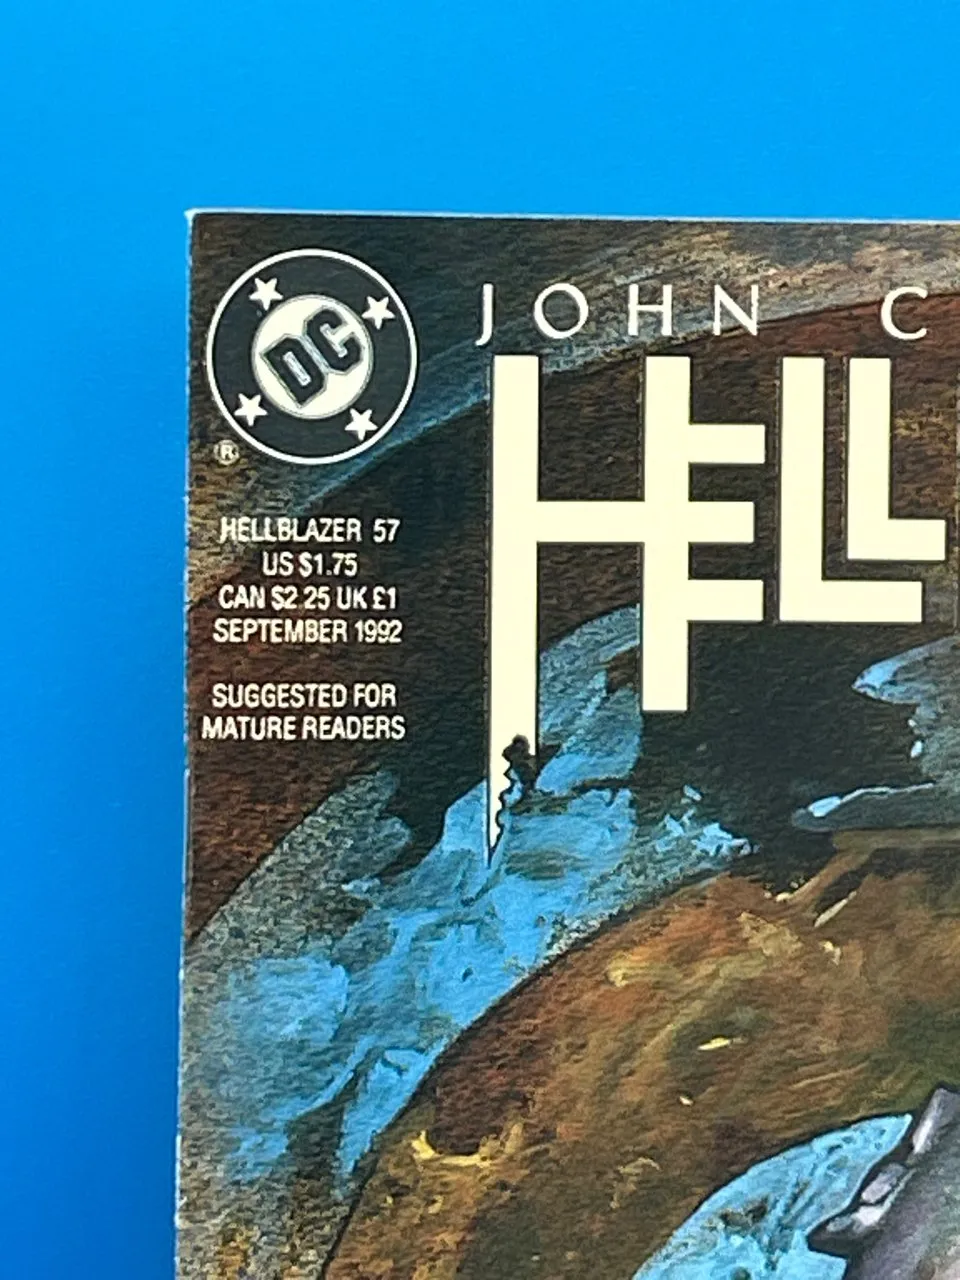 DC
®
JOHN C
HELL
HELLBLAZER 57
US $1.75
CAN $2.25 UK £1
SEPTEMBER 1992
SUGGESTED FOR
MATURE READERS